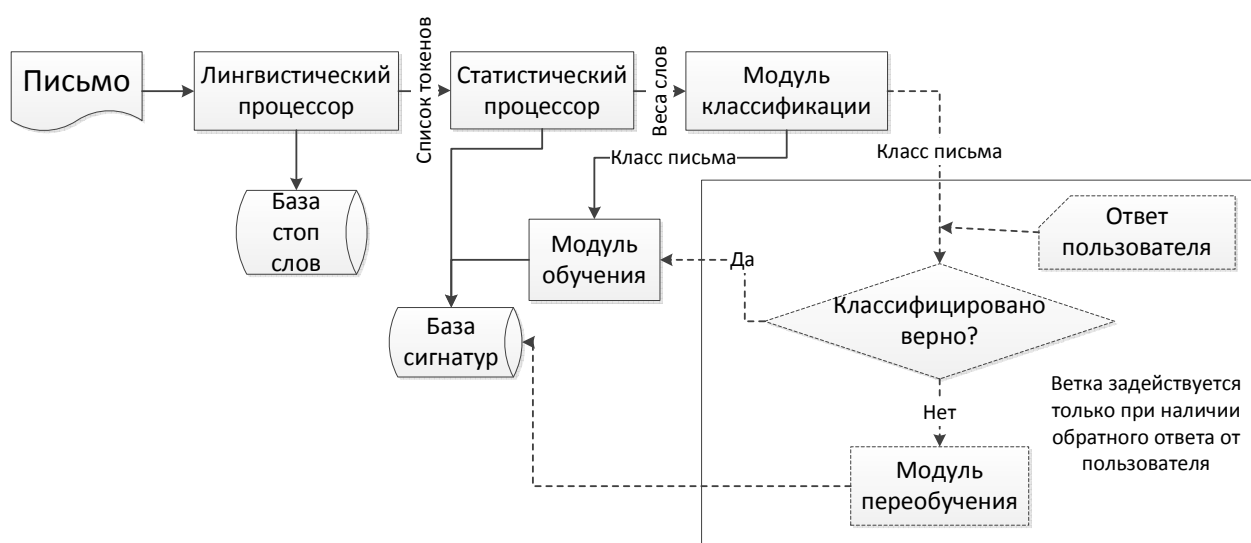 Письмо
Лингвистический
процессор
Список токенов
Статистический
процессор
Веса слов
Модуль
классификации
Класс письма
Класс письма
База
стоп
слов
Модуль
обучения
Да
Ответ
пользователя
Классифицировано
верно?
База
сигнатур
Нет
Ветка задействуется
только при наличии
обратного ответа от
пользователя
Модуль
переобучения